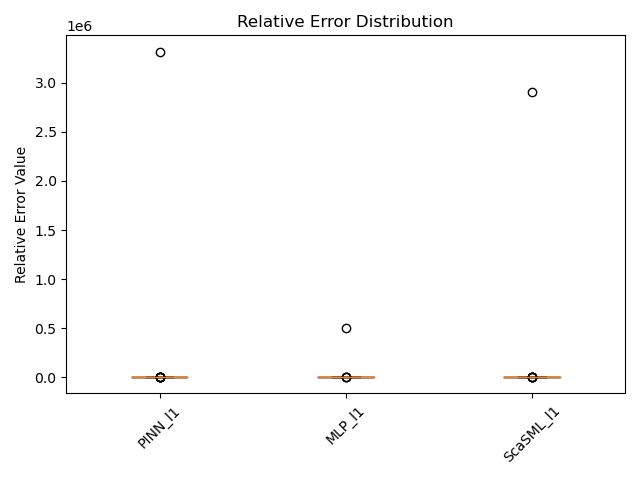 Relative Error Distribution
1e6
3.0
2.5
2.0
1.5
1.0
0.5
0.0
Relative Error Value
PINN_l1
MLP_l1
ScaSML_l1